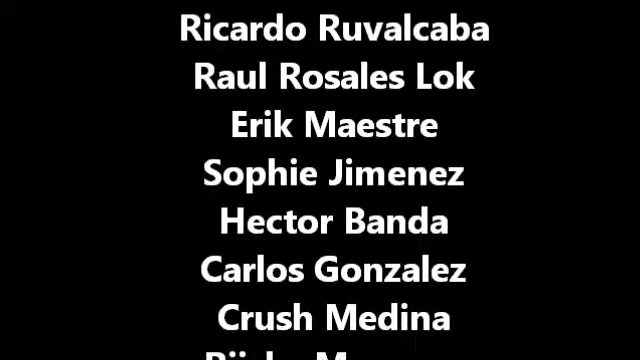 Ricardo Ruvalcaba
Raul Rosales Lok
Erik Maestre
Sophie Jimenez
Hector Banda
Carlos Gonzalez
Crush Medina